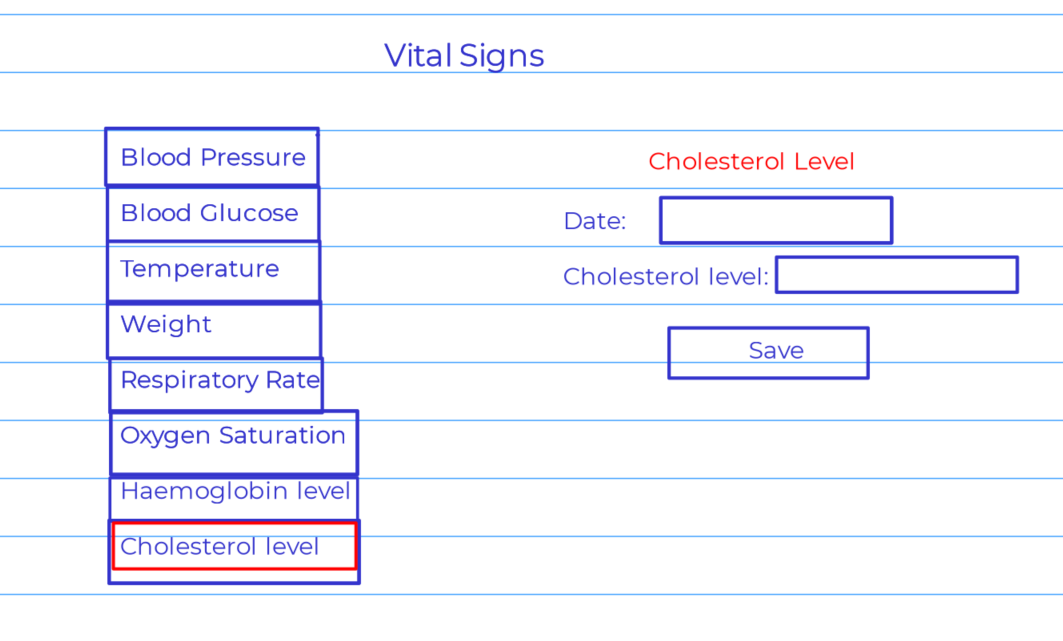 Vital Signs
Blood Pressure
Blood Glucose
Temperature
Weight
Respiratory Rate
Oxygen Saturation
Haemoglobin level
Cholesterol level
Cholesterol Level
Date:
Cholesterol level:
Save